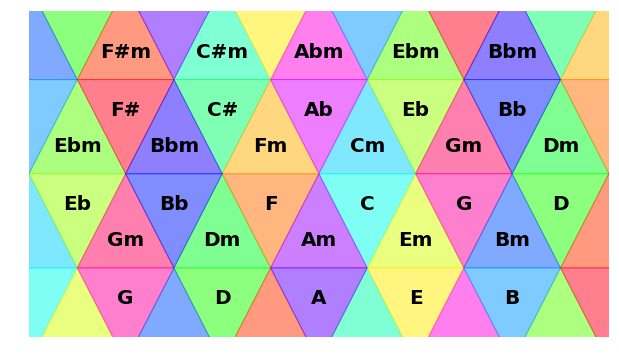 F#m C#m Abm Ebm Bbm
F# C# Ab Eb Bb
Ebm Bbm Fm Cm Gm Dm
Eb Bb F C G D
Gm Dm Am Em Bm
G D A E B